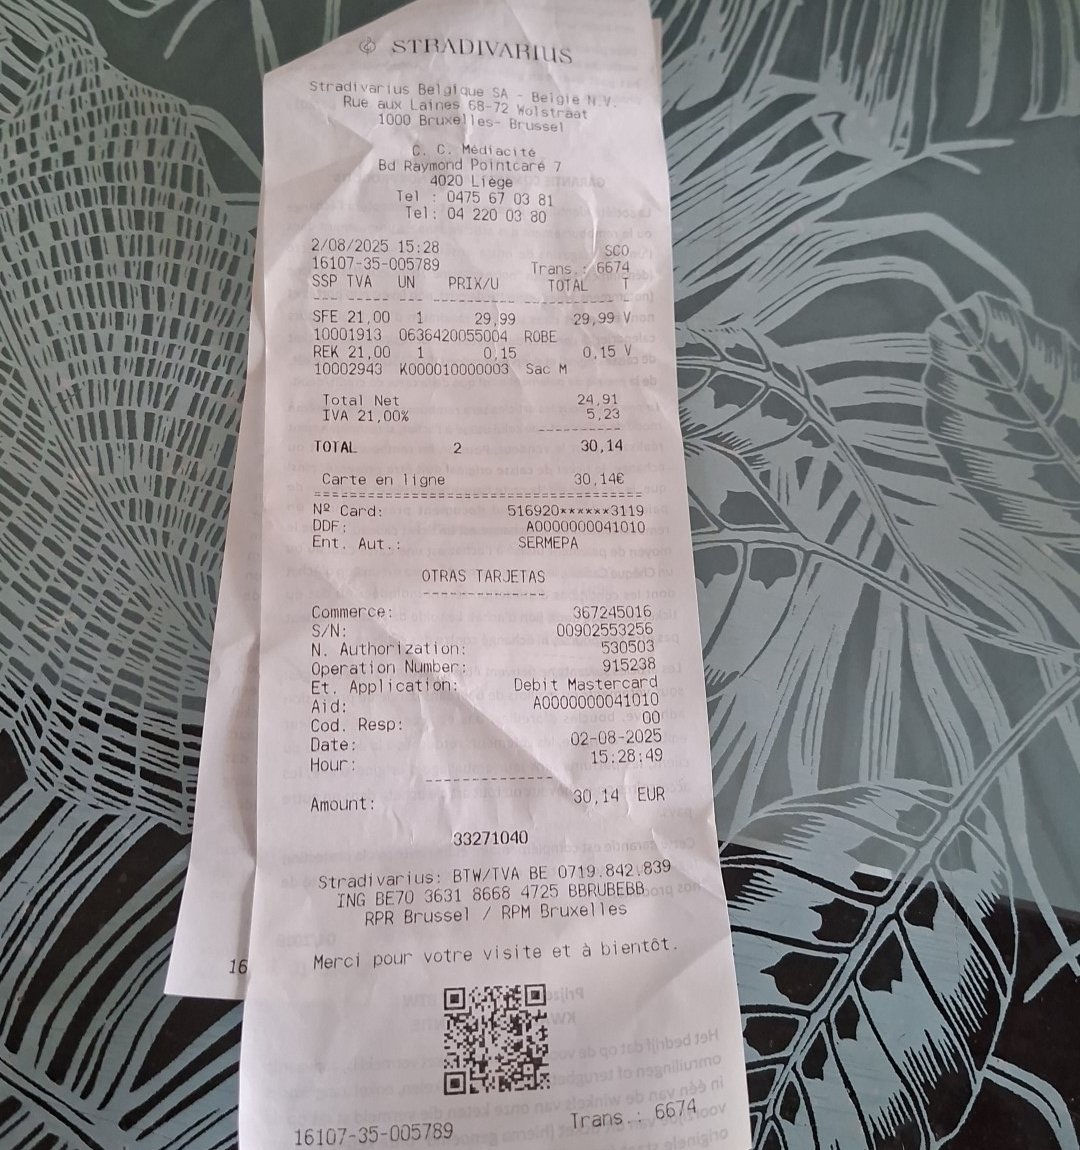 STRADIVARIUS
Stradivarius Belgique SA - Belgie N.V.
Rue aux Laines 68-72 Wolstraat
1000 Bruxelles- Brussel
C. C. Médiacité
Bd Raymond Pointcaré 7
4020 Liège
Tel : 0475 67 03 81
Tel: 04 220 03 80
2/08/2025 15:28 SCO
16107-35-005789 Trans.: 6674
SSP TVA UN PRIX/U TOTAL T
SFE 21,00 1 29,99 29,99 V
10001913 0636420055004 ROBE
REK 21,00 1 0,15 0,15 V
10002943 K000010000003 Sac M
Total Net 24,91
IVA 21,00% 5,23
TOTAL 2 30,14
Carte en ligne 30,14€
Nº Card: 516920******3119
DDF: A0000000041010
Ent. Aut.: SERMEPA
OTRAS TARJETAS
Commerce: 367245016
S/N: 00902553256
N. Authorization: 530503
Operation Number: 915238
Et. Application: Debit Mastercard
Aid: A0000000041010
Cod. Resp: 00
Date: 02-08-2025
Hour: 15:28:49
Amount: 30,14 EUR
33271040
Stradivarius: BTW/TVA BE 0719.842.839
ING BE70 3631 8668 4725 BBRUBEBB
RPR Brussel / RPM Bruxelles
Merci pour votre visite et à bientôt.
16
16107-35-005789 Trans.: 6674